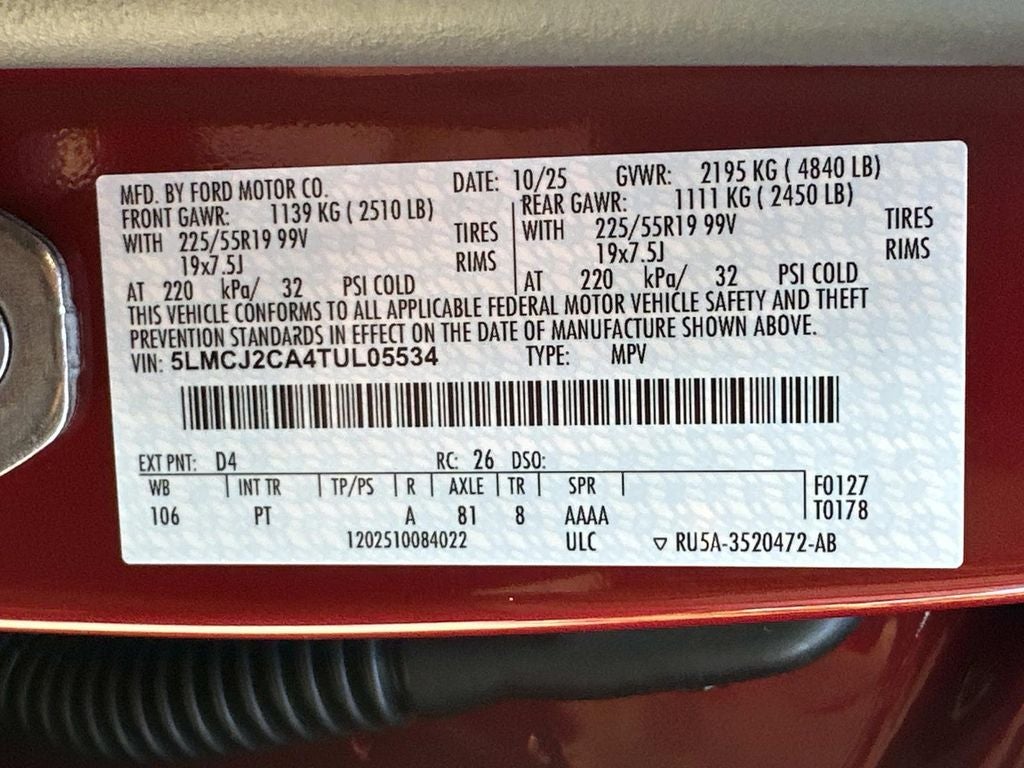 MFD. BY FORD MOTOR CO. DATE: 10/25 GVWR: 2195 KG ( 4840 LB)
FRONT GAWR: 1139 KG ( 2510 LB) REAR GAWR: 1111 KG ( 2450 LB)
WITH 225/55R19 99V TIRES WITH 225/55R19 99V TIRES
19x7.5J RIMS 19x7.5J RIMS
AT 220 kPa/ 32 PSI COLD AT 220 kPa/ 32 PSI COLD
THIS VEHICLE CONFORMS TO ALL APPLICABLE FEDERAL MOTOR VEHICLE SAFETY AND THEFT
PREVENTION STANDARDS IN EFFECT ON THE DATE OF MANUFACTURE SHOWN ABOVE.
VIN: 5LMCJ2CA4TUL05534 TYPE: MPV
EXT PNT: D4 RC: 26 DSO:
WB INT TR TP/PS R AXLE TR SPR F0127
106 PT A 81 8 AAAA T0178
1202510084022 ULC ▽ RU5A-3520472-AB